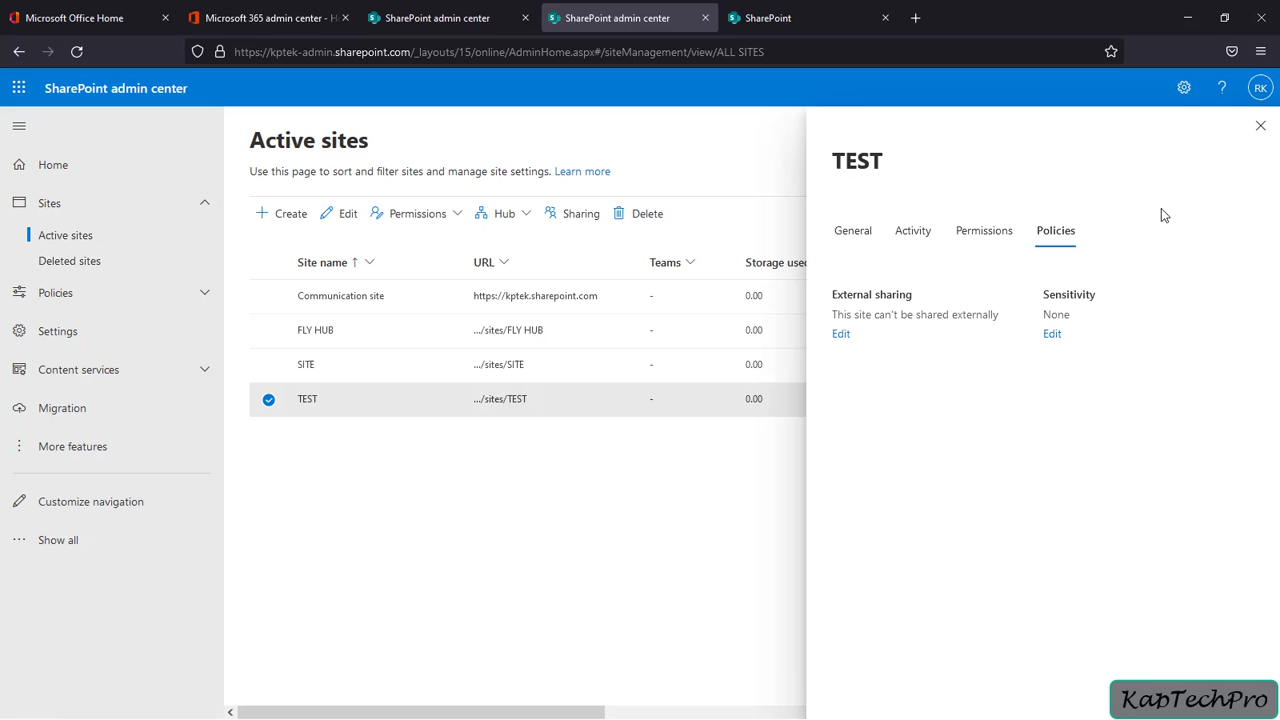 Microsoft Office Home
Microsoft 365 admin center - H
SharePoint admin center
SharePoint admin center
SharePoint
https://kptek-admin.sharepoint.com/_layouts/15/online/AdminHome.aspx#/siteManagement/view/ALL SITES
SharePoint admin center
RK
Home
Sites
Active sites
Deleted sites
Policies
Settings
Content services
Migration
More features
Customize navigation
Show all
Active sites
Use this page to sort and filter sites and manage site settings. Learn more
Create Edit Permissions Hub Sharing Delete
Site name ↑ URL Teams Storage used
Communication site https://kptek.sharepoint.com - 0.00
FLY HUB .../sites/FLY HUB - 0.00
SITE .../sites/SITE - 0.00
TEST .../sites/TEST - 0.00
TEST
General Activity Permissions Policies
External sharing Sensitivity
This site can't be shared externally None
Edit Edit
KapTechPro